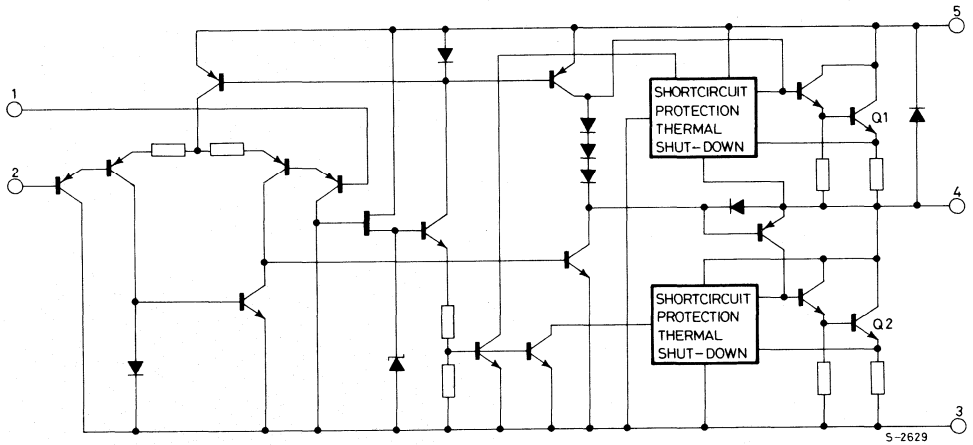 5
1
SHORTCIRCUIT
PROTECTION
THERMAL
SHUT-DOWN
Q1
2
4
SHORTCIRCUIT
PROTECTION
THERMAL
SHUT-DOWN
Q2
3
S-2629